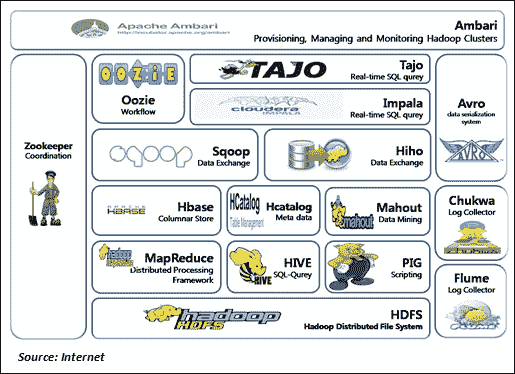 Apache Ambari
http://incubator.apache.org/ambari
Ambari
Provisioning, Managing and Monitoring Hadoop Clusters
Zookeeper
Coordination
OOZIE
Oozie
Workflow
TAJO
Tajo
Real-time SQL qurey
cloudera
IMPALA
Impala
Real-time SQL qurey
Avro
data serialization
system
AVRO
sqoop
Sqoop
Data Exchange
Hiho
Data Exchange
HBASE
Hbase
Columnar Store
HCatalog
Table Management
Hcatalog
Meta data
mahout
Mahout
Data Mining
Chukwa
Log Collector
hadoop
MapReduce
Distributed Processing
Framework
HIVE
HIVE
SQL-Qurey
PIG
Scripting
Flume
Log Collector
hadoop
HDFS
HDFS
Hadoop Distributed File System
Source: Internet